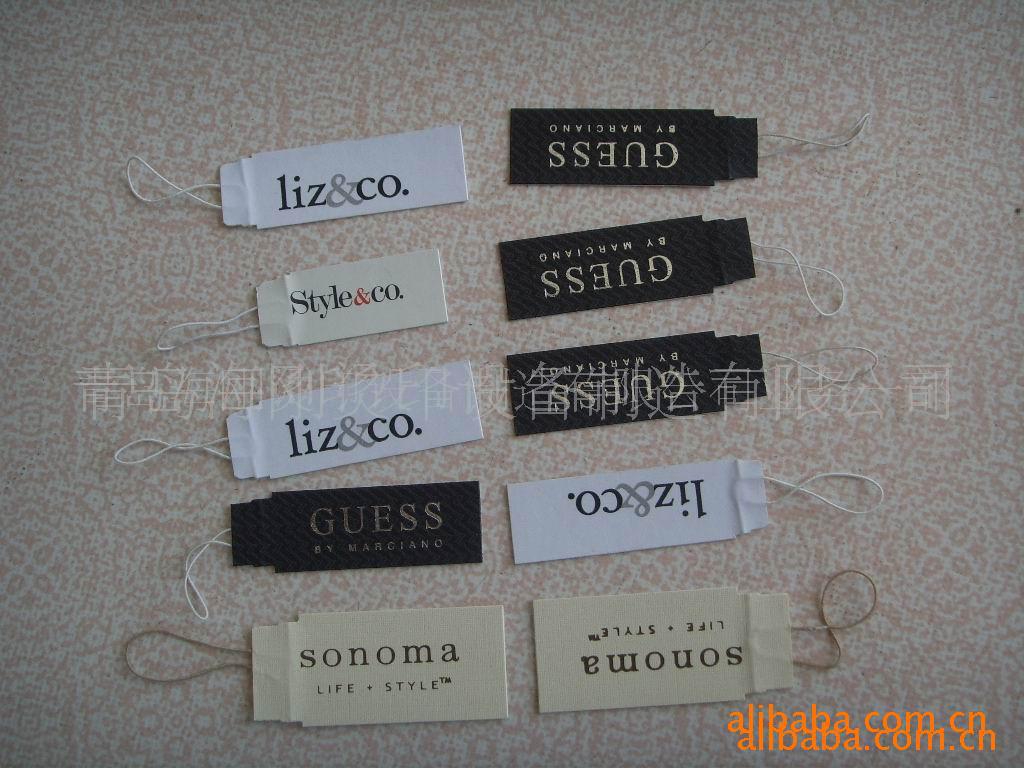 liz&co.
GUESS
BY MARCIANO
Style&co.
GUESS
BY MARCIANO
liz&co.
GUESS
BY MARCIANO
GUESS
BY MARCIANO
liz&co.
sonoma
LIFE + STYLE™
sonoma
LIFE + STYLE™
alibaba.com.cn
alibaba.com.cn